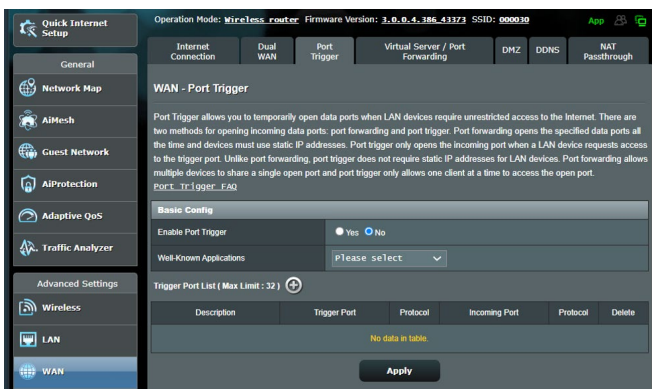 Quick Internet
Setup
Operation Mode: Wireless router Firmware Version: 3.0.0.4.386_43373 SSID: 000030
App
Internet
Connection
Dual
WAN
Port
Trigger
Virtual Server / Port
Forwarding
DMZ
DDNS
NAT
Passthrough
General
Network Map
AiMesh
Guest Network
AiProtection
Adaptive QoS
Traffic Analyzer
Advanced Settings
Wireless
LAN
WAN
WAN - Port Trigger
Port Trigger allows you to temporarily open data ports when LAN devices require unrestricted access to the Internet. There are
two methods for opening incoming data ports: port forwarding and port trigger. Port forwarding opens the specified data ports all
the time and devices must use static IP addresses. Port trigger only opens the incoming port when a LAN device requests access
to the trigger port. Unlike port forwarding, port trigger does not require static IP addresses for LAN devices. Port forwarding allows
multiple devices to share a single open port and port trigger only allows one client at a time to access the open port.
Port Trigger FAQ
Basic Config
Enable Port Trigger Yes No
Well-Known Applications Please select
Trigger Port List ( Max Limit : 32 )
Description Trigger Port Protocol Incoming Port Protocol Delete
No data in table.
Apply